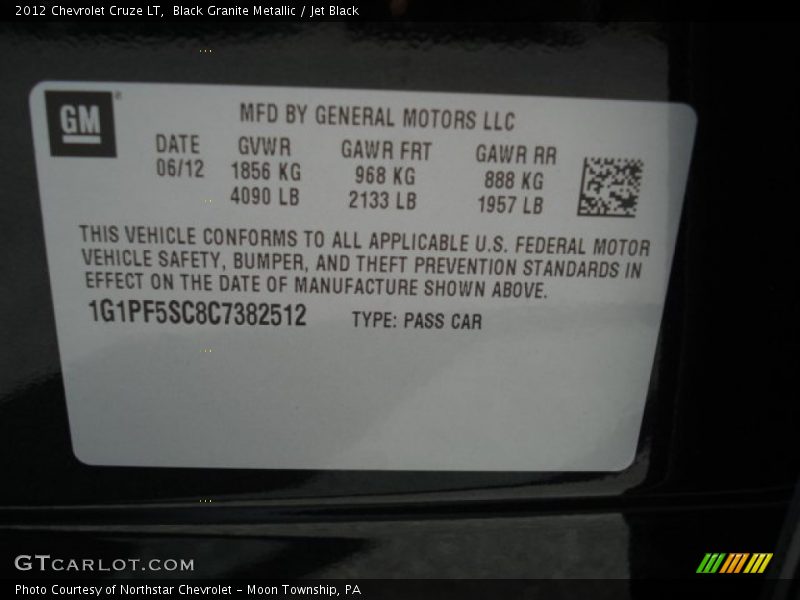 2012 Chevrolet Cruze LT,  Black Granite Metallic / Jet Black
GM®
MFD BY GENERAL MOTORS LLC
DATE GVWR GAWR FRT GAWR RR
06/12 1856 KG 968 KG 888 KG
4090 LB 2133 LB 1957 LB
THIS VEHICLE CONFORMS TO ALL APPLICABLE U.S. FEDERAL MOTOR
VEHICLE SAFETY, BUMPER, AND THEFT PREVENTION STANDARDS IN
EFFECT ON THE DATE OF MANUFACTURE SHOWN ABOVE.
1G1PF5SC8C7382512 TYPE: PASS CAR
GTCARLOT.COM
Photo Courtesy of Northstar Chevrolet - Moon Township, PA